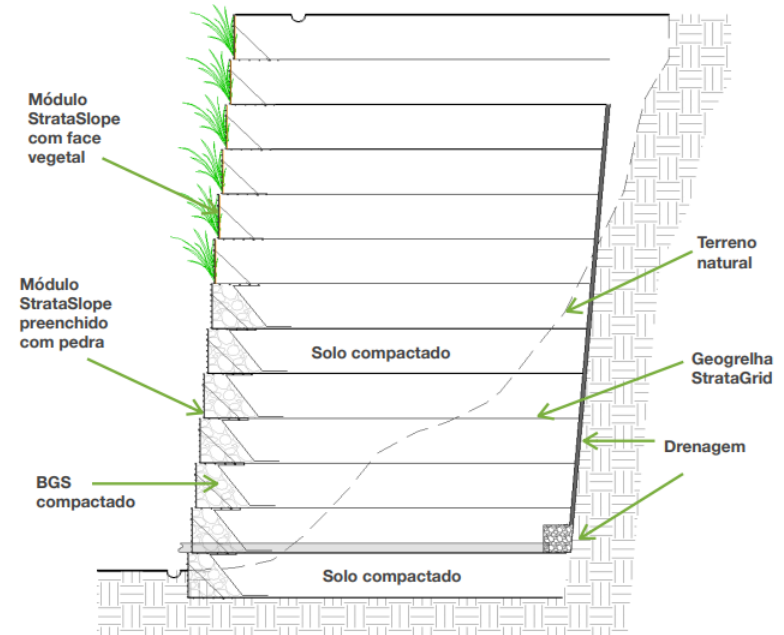 Módulo
StrataSlope
com face
vegetal
Módulo
StrataSlope
preenchido
com pedra
BGS
compactado
Solo compactado
Solo compactado
Terreno
natural
Geogrelha
StrataGrid
Drenagem